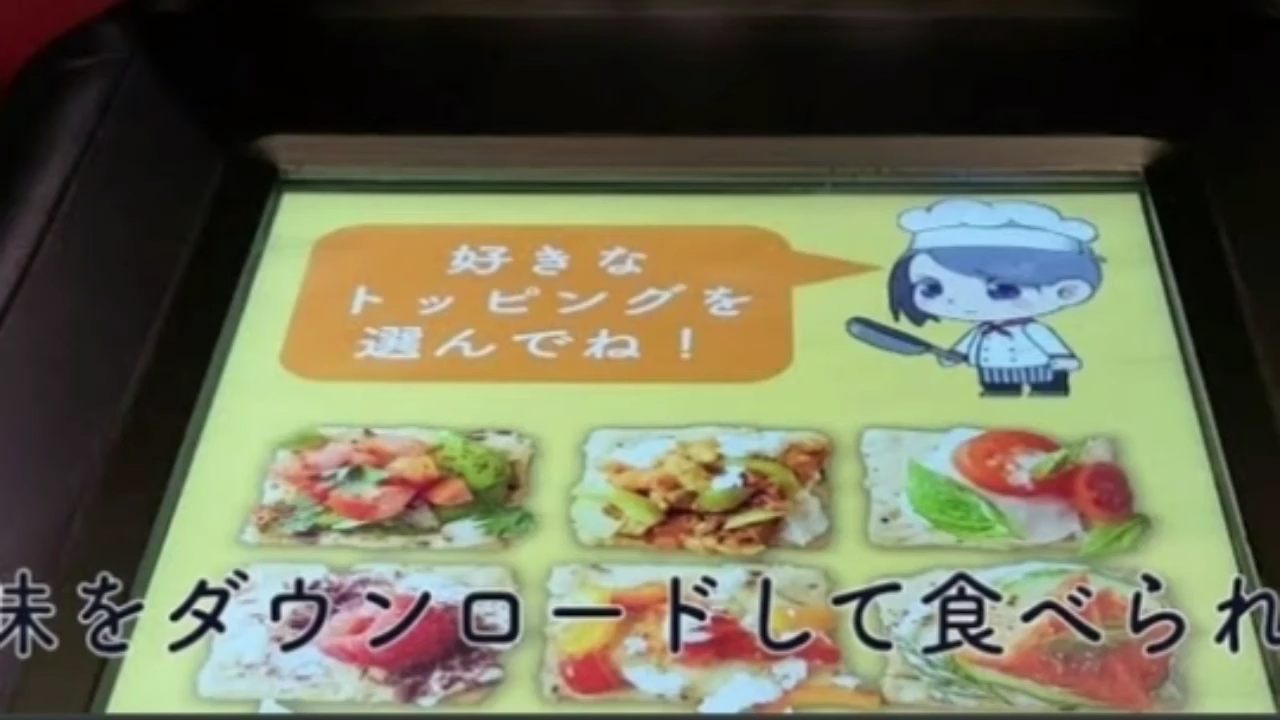 好きな
トッピングを
選んでね！
味をダウンロードして食べられ